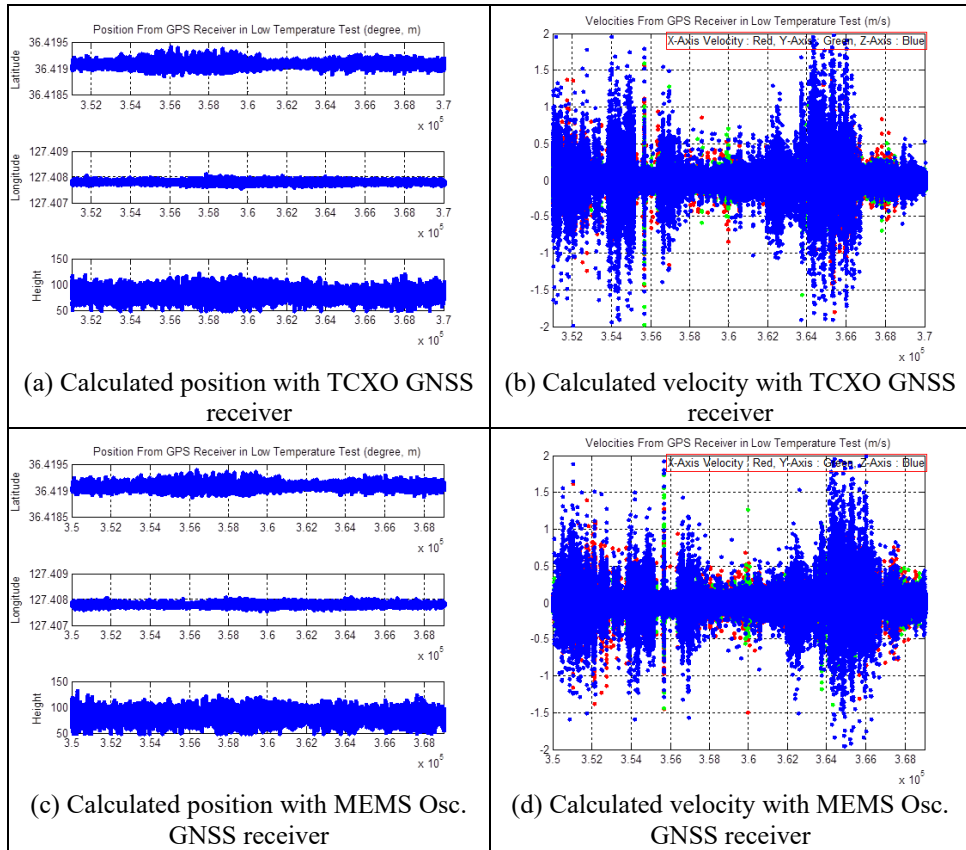 Position From GPS Receiver in Low Temperature Test (degree, m)
36.4195
36.419
36.4185
Latitude
3.52 3.54 3.56 3.58 3.6 3.62 3.64 3.66 3.68 3.7
x 10^5
127.409
127.408
127.407
Longitude
3.52 3.54 3.56 3.58 3.6 3.62 3.64 3.66 3.68 3.7
x 10^5
150
100
50
Height
3.52 3.54 3.56 3.58 3.6 3.62 3.64 3.66 3.68 3.7
x 10^5
(a) Calculated position with TCXO GNSS
receiver
Velocities From GPS Receiver in Low Temperature Test (m/s)
X-Axis Velocity : Red, Y-Axis : Green, Z-Axis : Blue
2
1.5
1
0.5
0
-0.5
-1
-1.5
-2
3.52 3.54 3.56 3.58 3.6 3.62 3.64 3.66 3.68 3.7
x 10^5
(b) Calculated velocity with TCXO GNSS
receiver
Position From GPS Receiver in Low Temperature Test (degree, m)
36.4195
36.419
36.4185
Latitude
3.5 3.52 3.54 3.56 3.58 3.6 3.62 3.64 3.66 3.68
x 10^5
127.409
127.408
127.407
Longitude
3.5 3.52 3.54 3.56 3.58 3.6 3.62 3.64 3.66 3.68
x 10^5
150
100
50
Height
3.5 3.52 3.54 3.56 3.58 3.6 3.62 3.64 3.66 3.68
x 10^5
(c) Calculated position with MEMS Osc.
GNSS receiver
Velocities From GPS Receiver in Low Temperature Test (m/s)
X-Axis Velocity : Red, Y-Axis : Green, Z-Axis : Blue
2
1.5
1
0.5
0
-0.5
-1
-1.5
-2
3.5 3.52 3.54 3.56 3.58 3.6 3.62 3.64 3.66 3.68
x 10^5
(d) Calculated velocity with MEMS Osc.
GNSS receiver